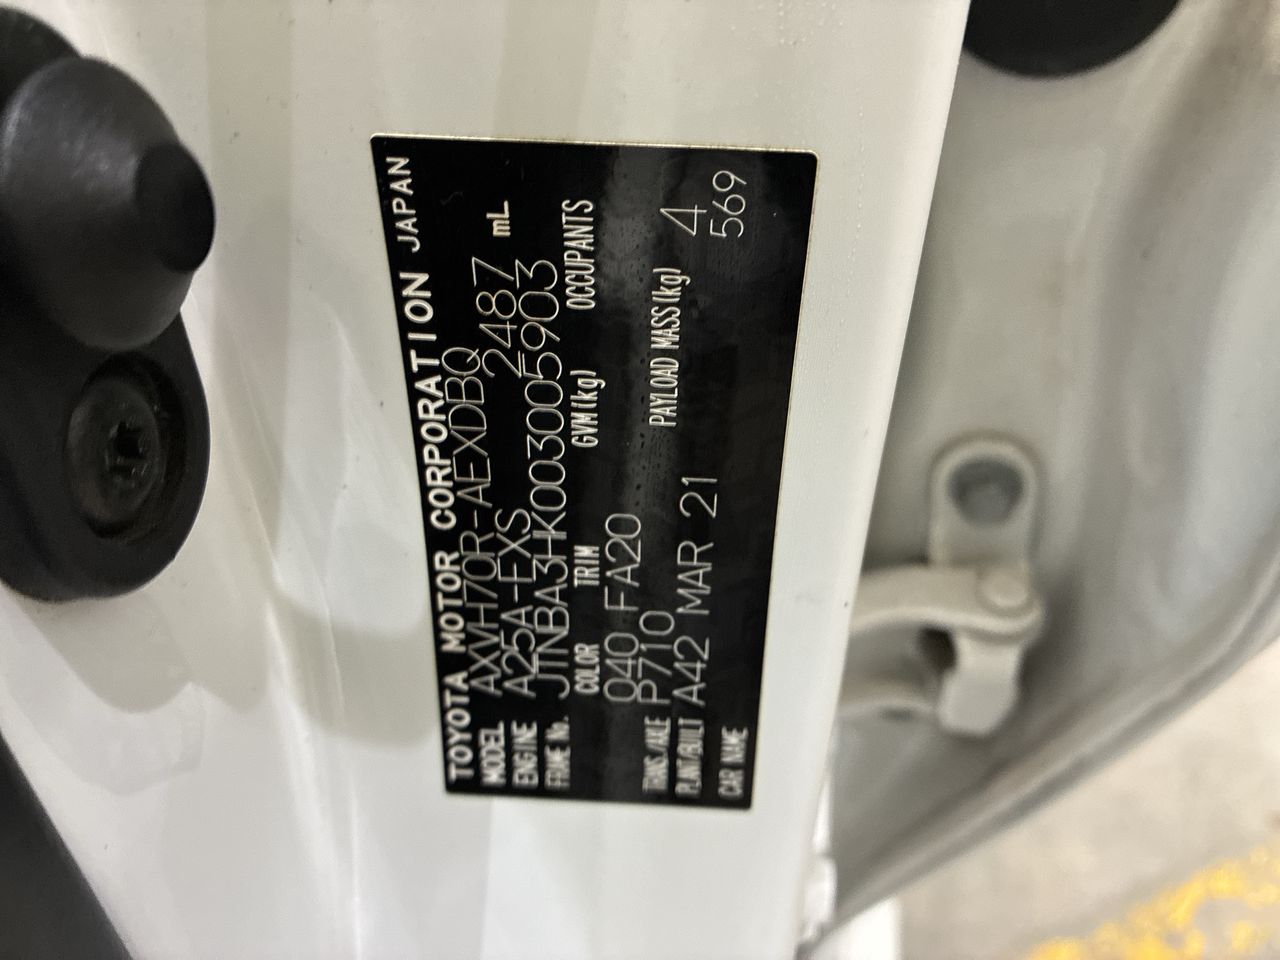 TOYOTA MOTOR CORPORATION JAPAN
MODEL AXVH70R-AEXDBQ
ENGINE A25A-FXS 2487 mL
FRAME No. JTNBA3HK003005903
COLOR TRIM GVM(kg) OCCUPANTS
040 FA20 4
TRANS./AXLE P710 PAYLOAD MASS(kg) 569
PLANT/BUILT A42 MAR 21
CAR NAME